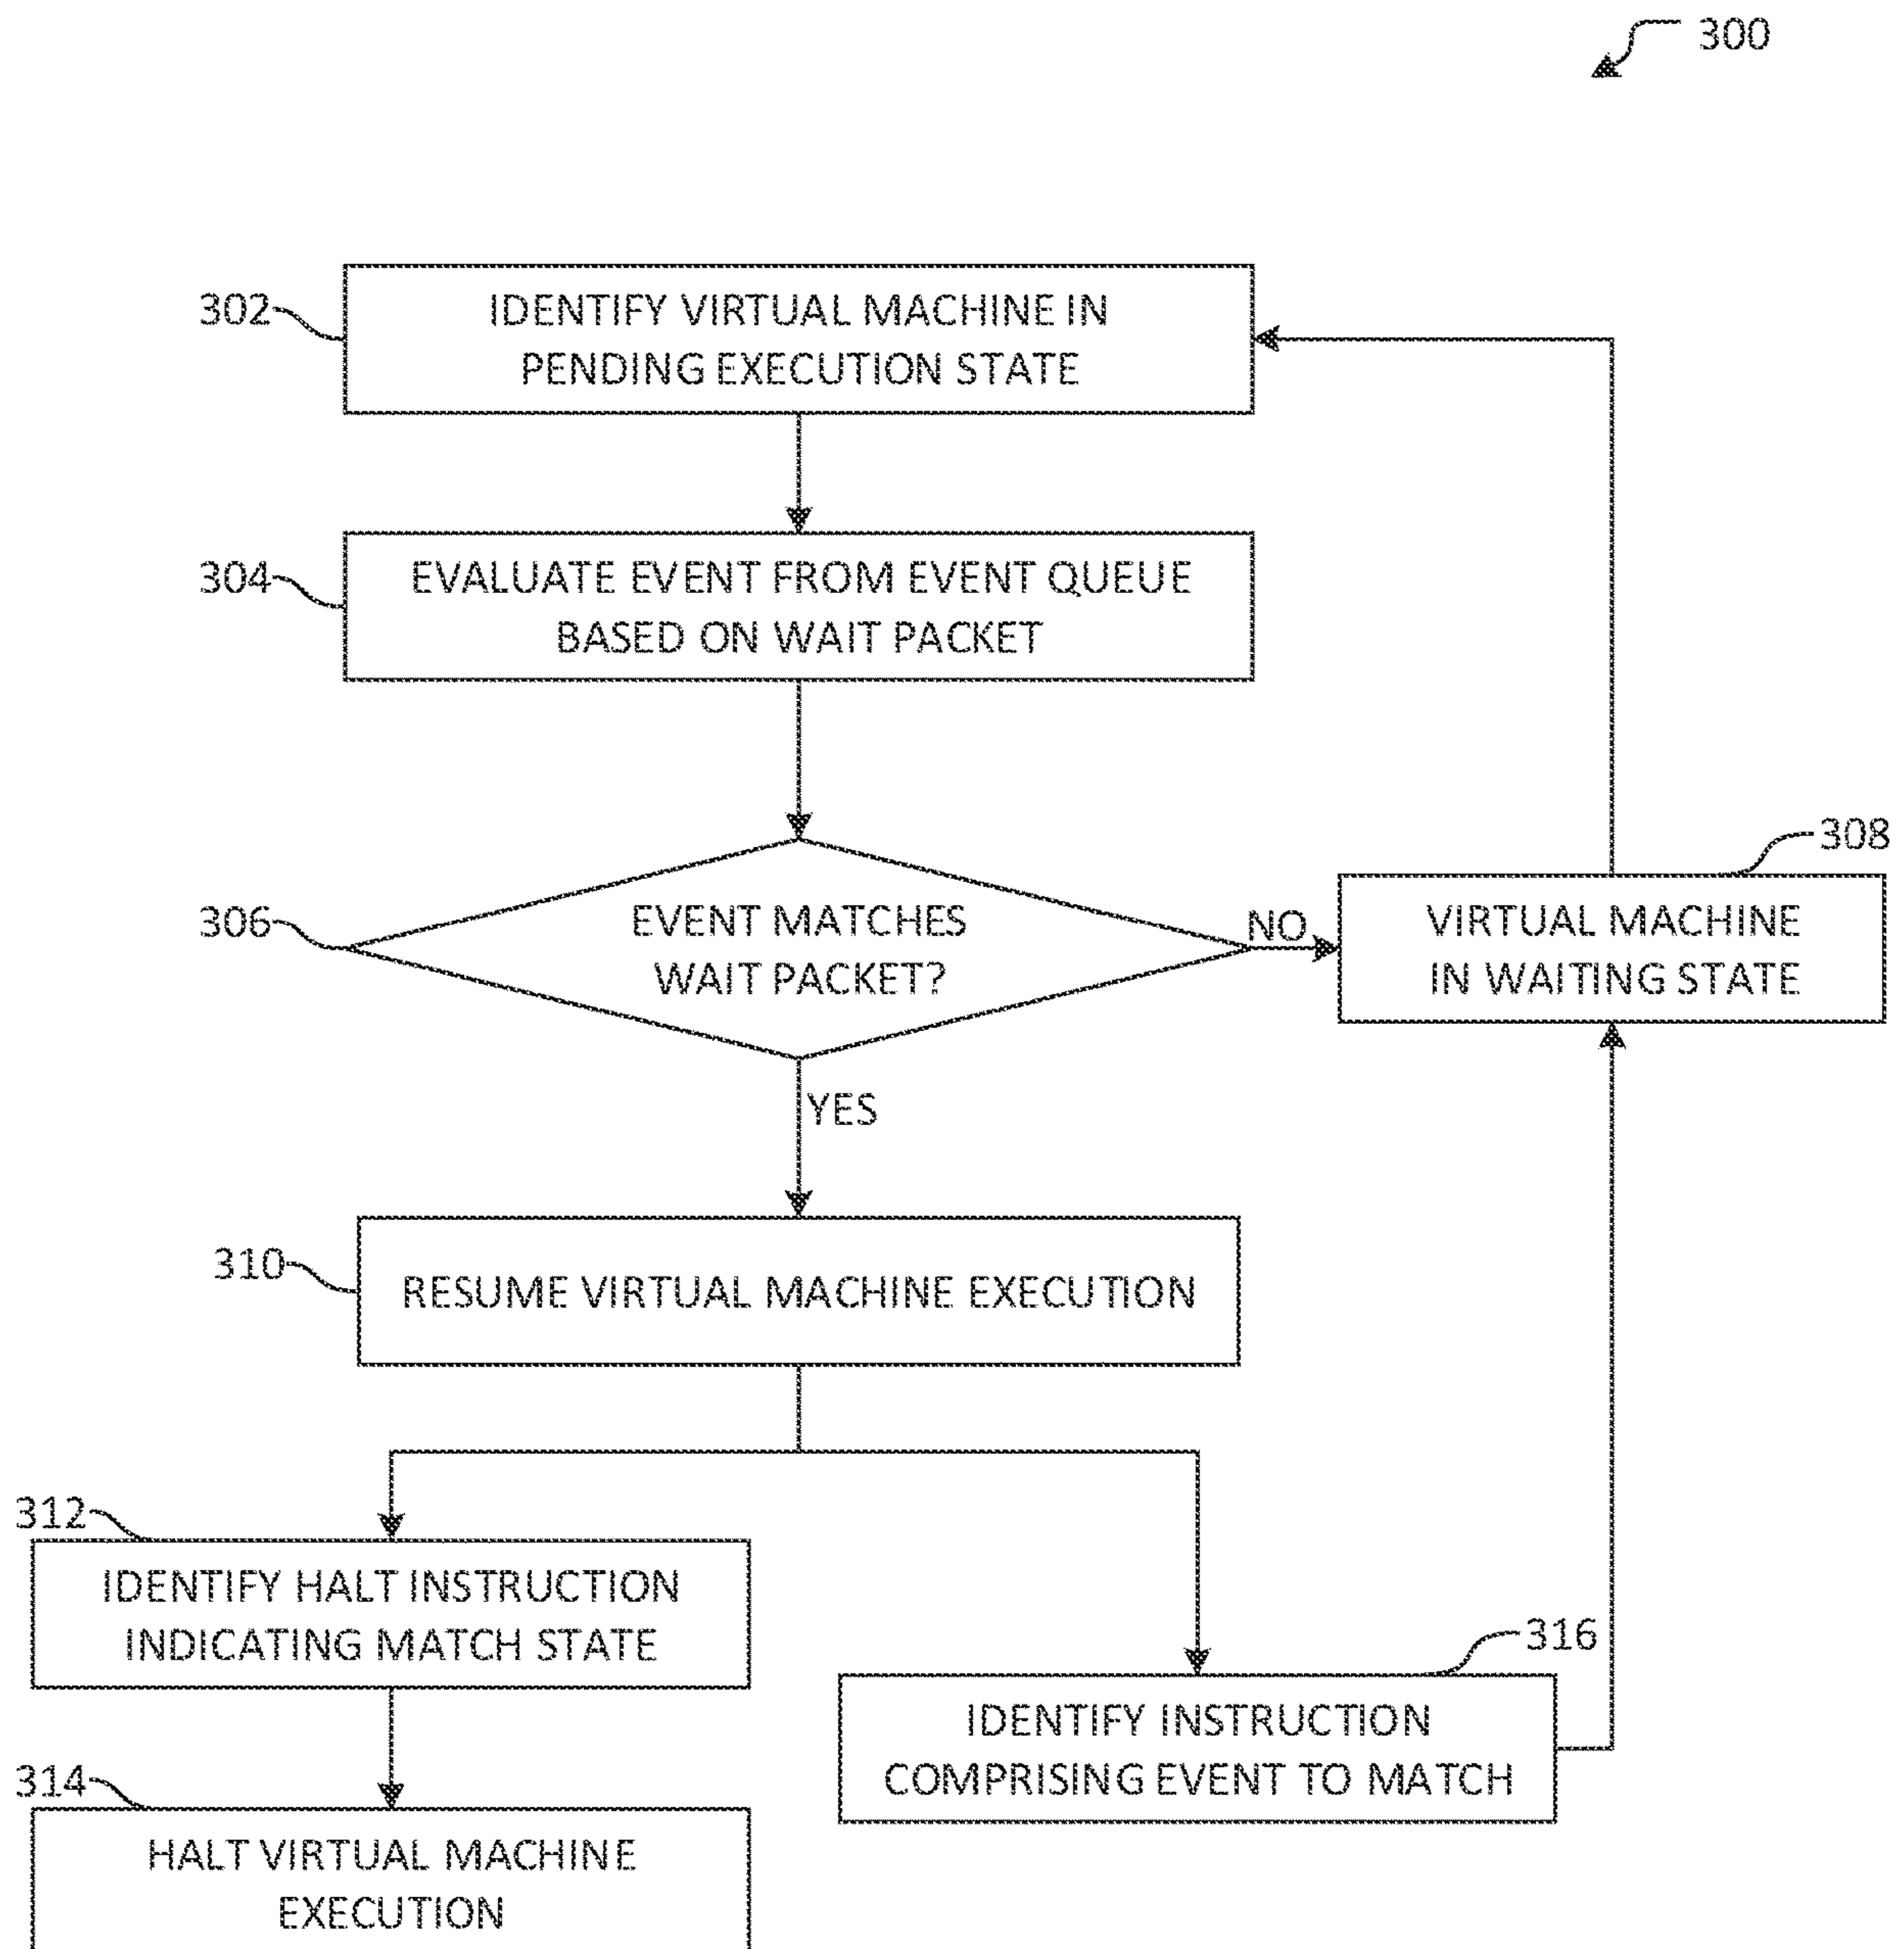 300
302
IDENTIFY VIRTUAL MACHINE IN
PENDING EXECUTION STATE
304
EVALUATE EVENT FROM EVENT QUEUE
BASED ON WAIT PACKET
306
EVENT MATCHES
WAIT PACKET?
NO
308
VIRTUAL MACHINE
IN WAITING STATE
YES
310
RESUME VIRTUAL MACHINE EXECUTION
312
IDENTIFY HALT INSTRUCTION
INDICATING MATCH STATE
316
IDENTIFY INSTRUCTION
COMPRISING EVENT TO MATCH
314
HALT VIRTUAL MACHINE
EXECUTION